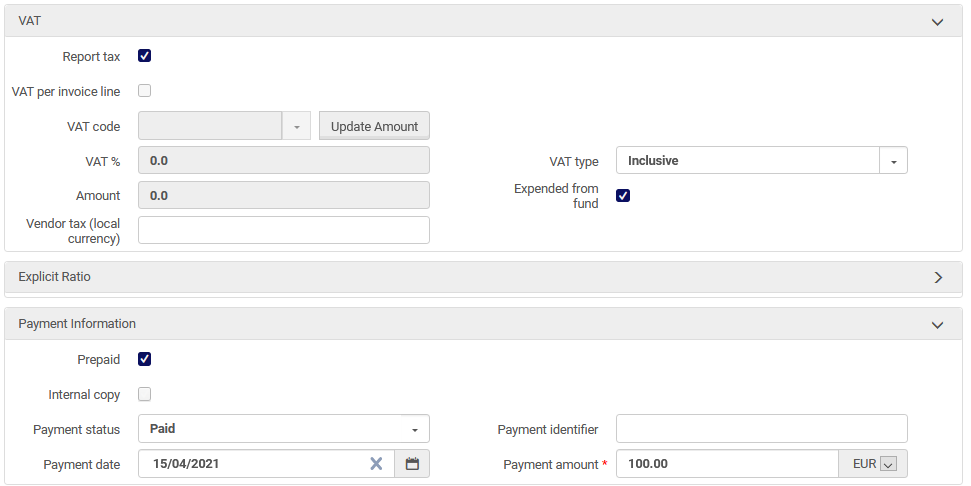 VAT
Report tax
VAT per invoice line
VAT code
Update Amount
VAT % 0.0
VAT type Inclusive
Amount 0.0
Expended from
fund
Vendor tax (local
currency)
Explicit Ratio
Payment Information
Prepaid
Internal copy
Payment status Paid
Payment identifier
Payment date 15/04/2021
Payment amount * 100.00 EUR